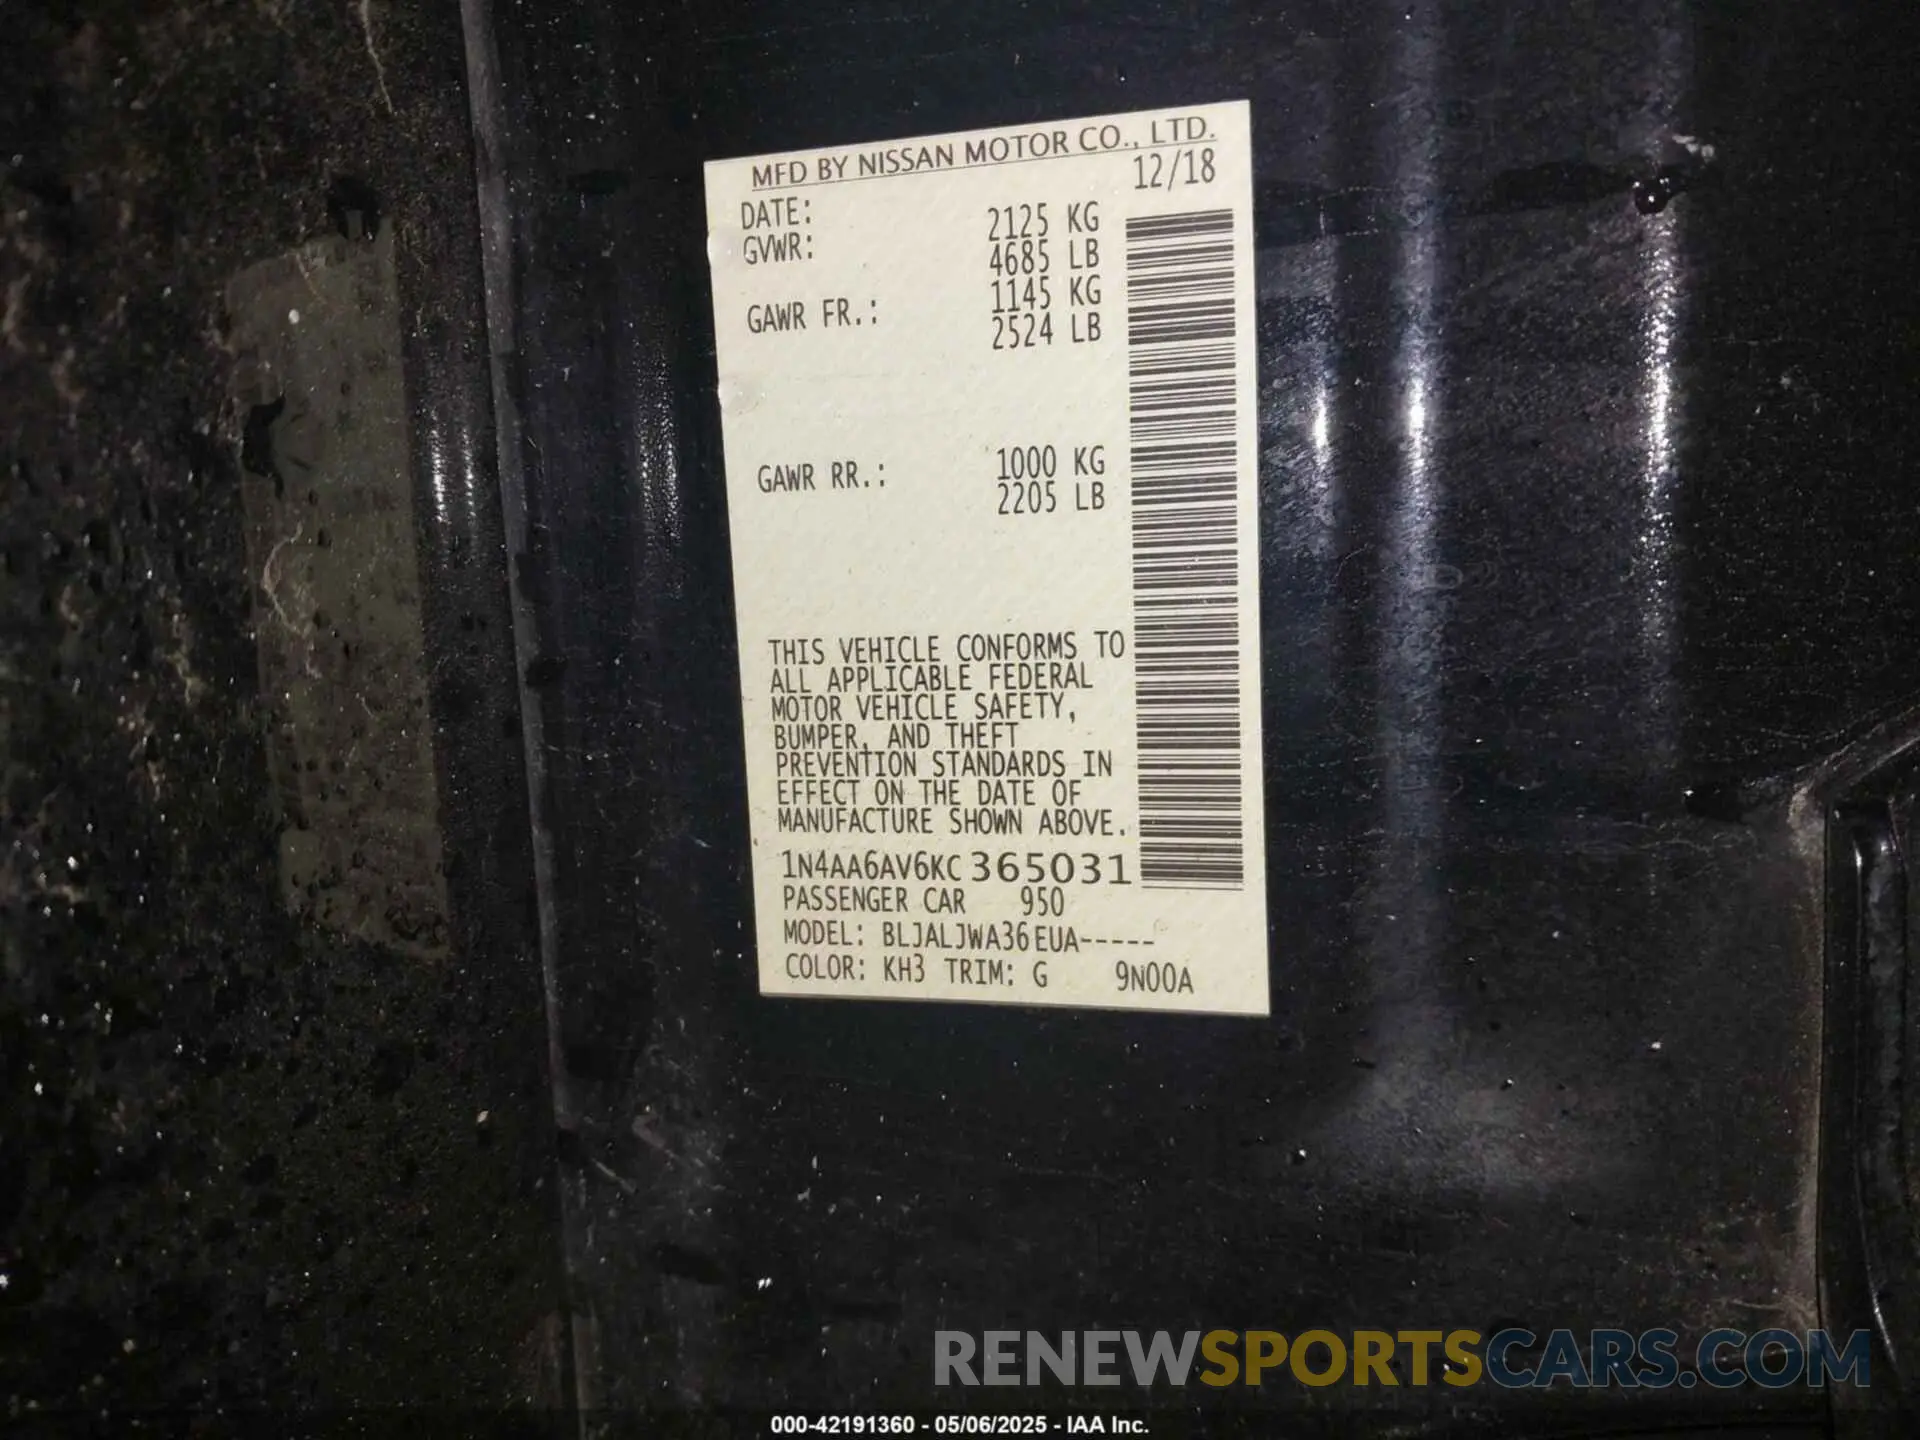 MFD BY NISSAN MOTOR CO., LTD.
DATE: 12/18
GVWR: 2125 KG
4685 LB
GAWR FR.: 1145 KG
2524 LB
GAWR RR.: 1000 KG
2205 LB
THIS VEHICLE CONFORMS TO
ALL APPLICABLE FEDERAL
MOTOR VEHICLE SAFETY,
BUMPER, AND THEFT
PREVENTION STANDARDS IN
EFFECT ON THE DATE OF
MANUFACTURE SHOWN ABOVE.
1N4AA6AV6KC365031
PASSENGER CAR 950
MODEL: BLJALJWA36EUA-----
COLOR: KH3 TRIM: G 9N00A
RENEWSPORTSCARS.COM
000-42191360 - 05/06/2025 - IAA Inc.